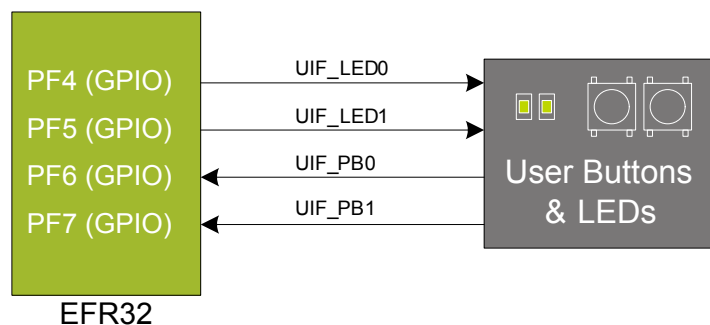 PF4 (GPIO)
PF5 (GPIO)
PF6 (GPIO)
PF7 (GPIO)
UIF_LED0
UIF_LED1
UIF_PB0
UIF_PB1
User Buttons
& LEDs
EFR32